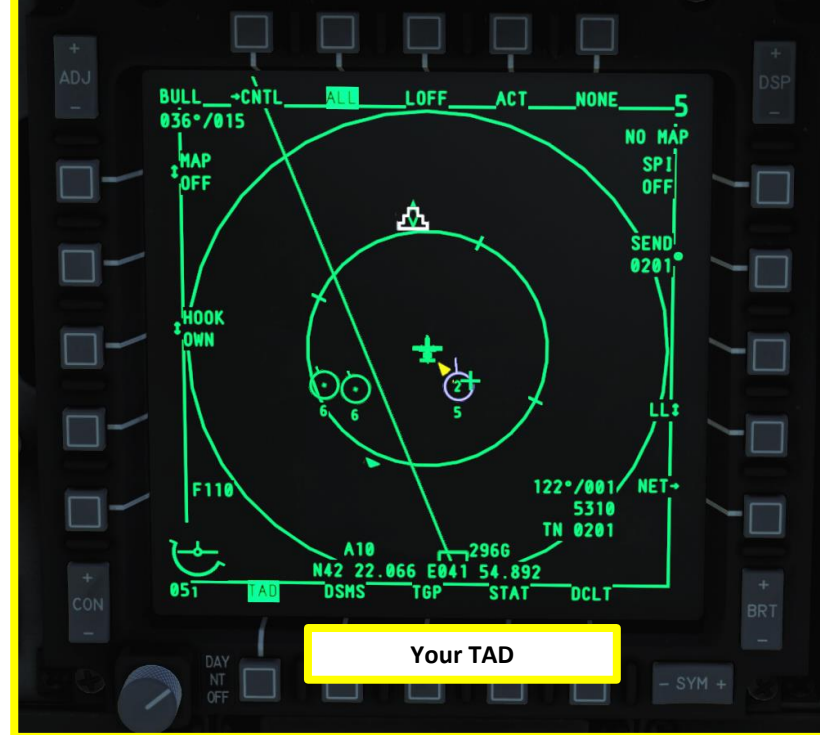 BULL →CNTL ALL LOFF ACT NONE 5
036°/015
NO MAP
+
ADJ
-
+
DSP
-
MAP
OFF
SPI
OFF
SEND
0201
HOOK
OWN
2
6 6 5
LL↕
F110
122°/001 NET→
5310
TN 0201
A10 296G
N42 22.066 E041 54.892
051 TAD DSMS TGP STAT DCLT
+
CON
-
+
BRT
-
DAY
NT
OFF
Your TAD
- SYM +